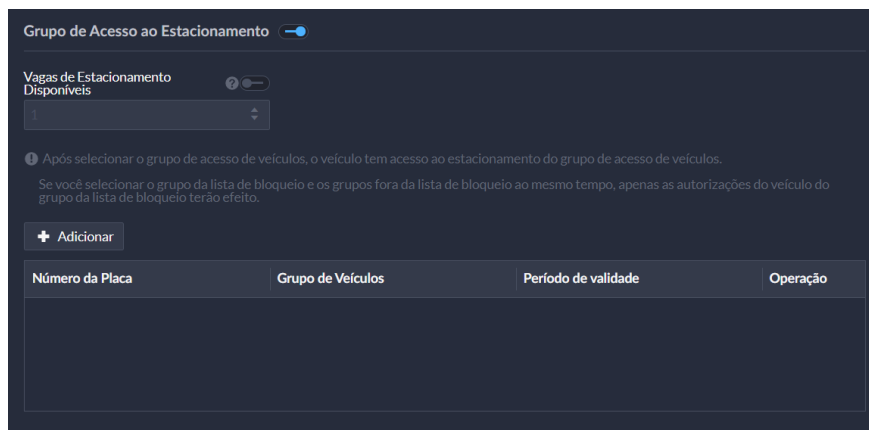 Grupo de Acesso ao Estacionamento
Vagas de Estacionamento
Disponíveis
1
Após selecionar o grupo de acesso de veículos, o veículo tem acesso ao estacionamento do grupo de acesso de veículos.
Se você selecionar o grupo da lista de bloqueio e os grupos fora da lista de bloqueio ao mesmo tempo, apenas as autorizações do veículo do
grupo da lista de bloqueio terão efeito.
Adicionar
Número da Placa Grupo de Veículos Período de validade Operação